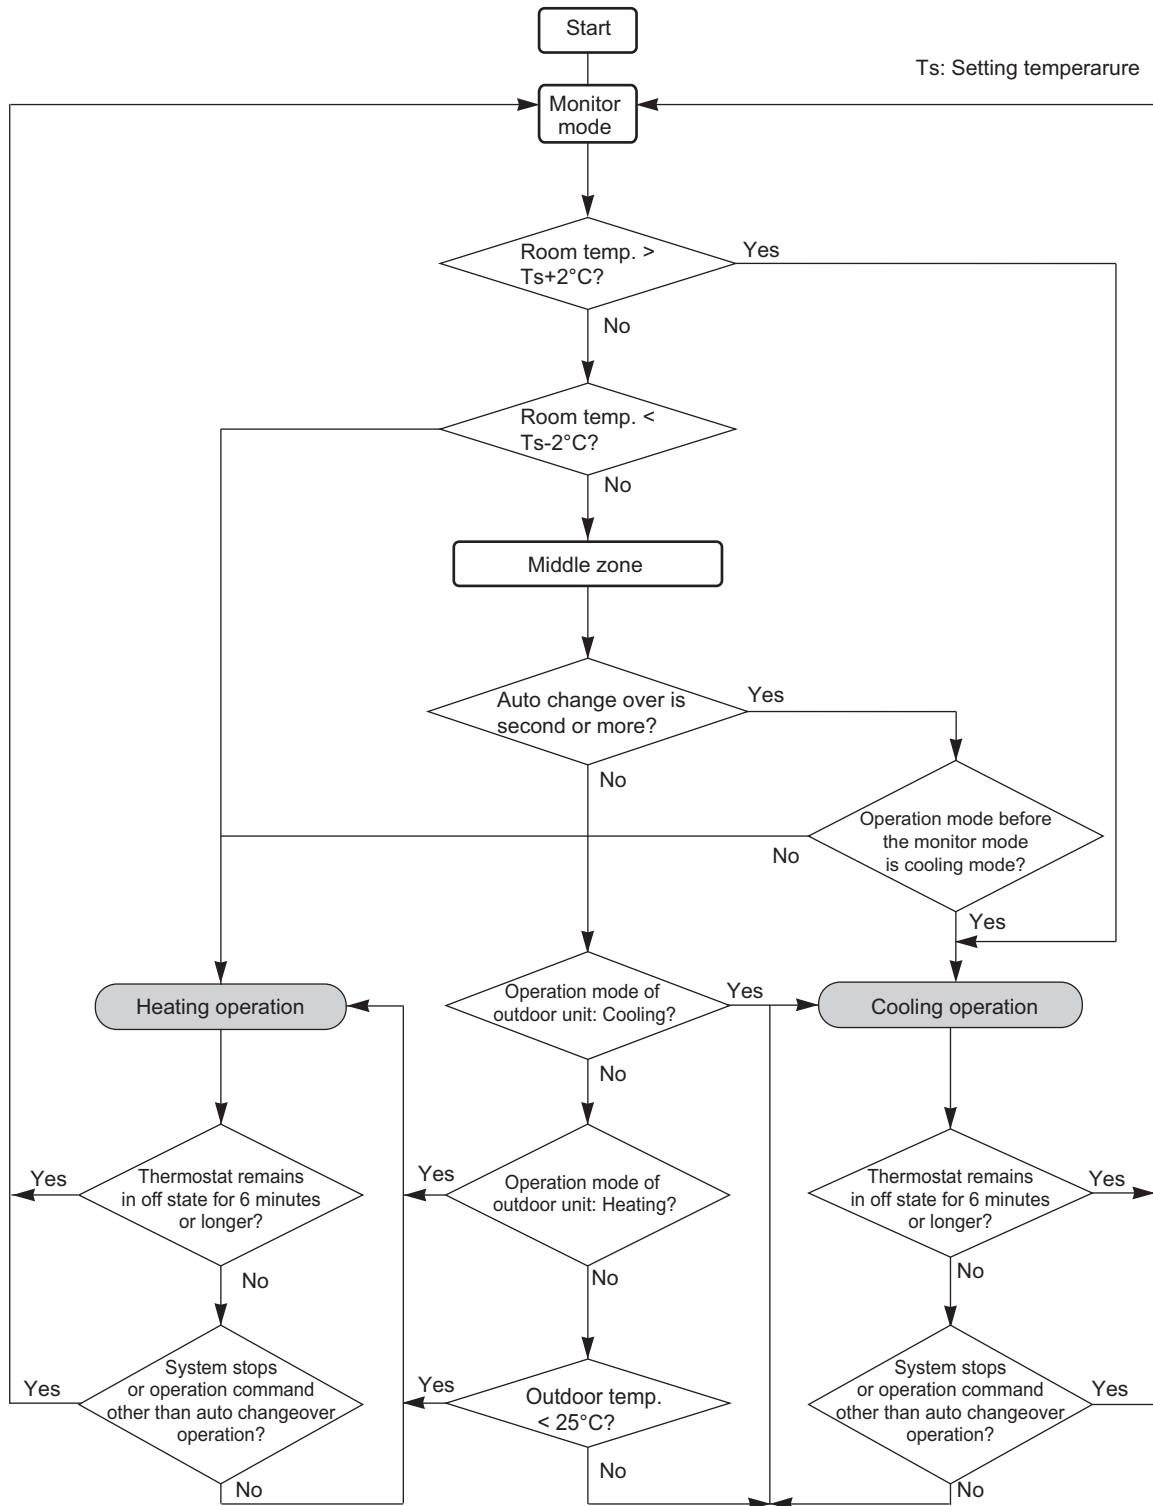 Start
Ts: Setting temperarure
Monitor
mode
Room temp. >
Ts+2°C?
Yes
No
Room temp. <
Ts-2°C?
No
Middle zone
Auto change over is
second or more?
Yes
No
Operation mode before
the monitor mode
is cooling mode?
No
Yes
Heating operation
Operation mode of
outdoor unit: Cooling?
Yes
Cooling operation
No
Thermostat remains
in off state for 6 minutes
or longer?
Yes
No
Operation mode of
outdoor unit: Heating?
Yes
No
Thermostat remains
in off state for 6 minutes
or longer?
Yes
No
System stops
or operation command
other than auto changeover
operation?
Yes
No
Outdoor temp.
< 25°C?
Yes
No
System stops
or operation command
other than auto changeover
operation?
Yes
No